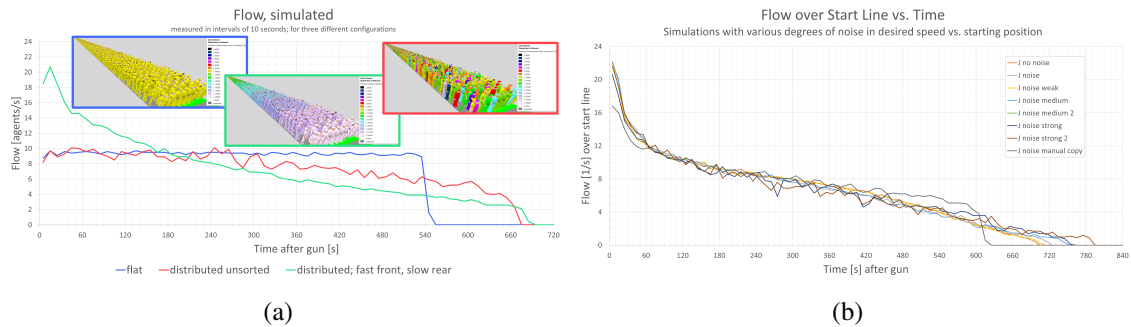 Flow, simulated
measured in intervals of 10 seconds; for three different configurations
24
22
20
18
16
14
12
10
8
6
4
2
0
Flow [agents/s]
0 60 120 180 240 300 360 420 480 540 600 660 720
Time after gun [s]
flat distributed unsorted distributed; fast front, slow rear
(a)
Flow over Start Line vs. Time
Simulations with various degrees of noise in desired speed vs. starting position
24
20
16
12
8
4
0
Flow [1/s] over start line
J no noise
J noise
J noise weak
J noise medium
J noise medium 2
J noise strong
J noise strong 2
J noise manual copy
0 60 120 180 240 300 360 420 480 540 600 660 720 780 840
Time [s] after gun
(b)